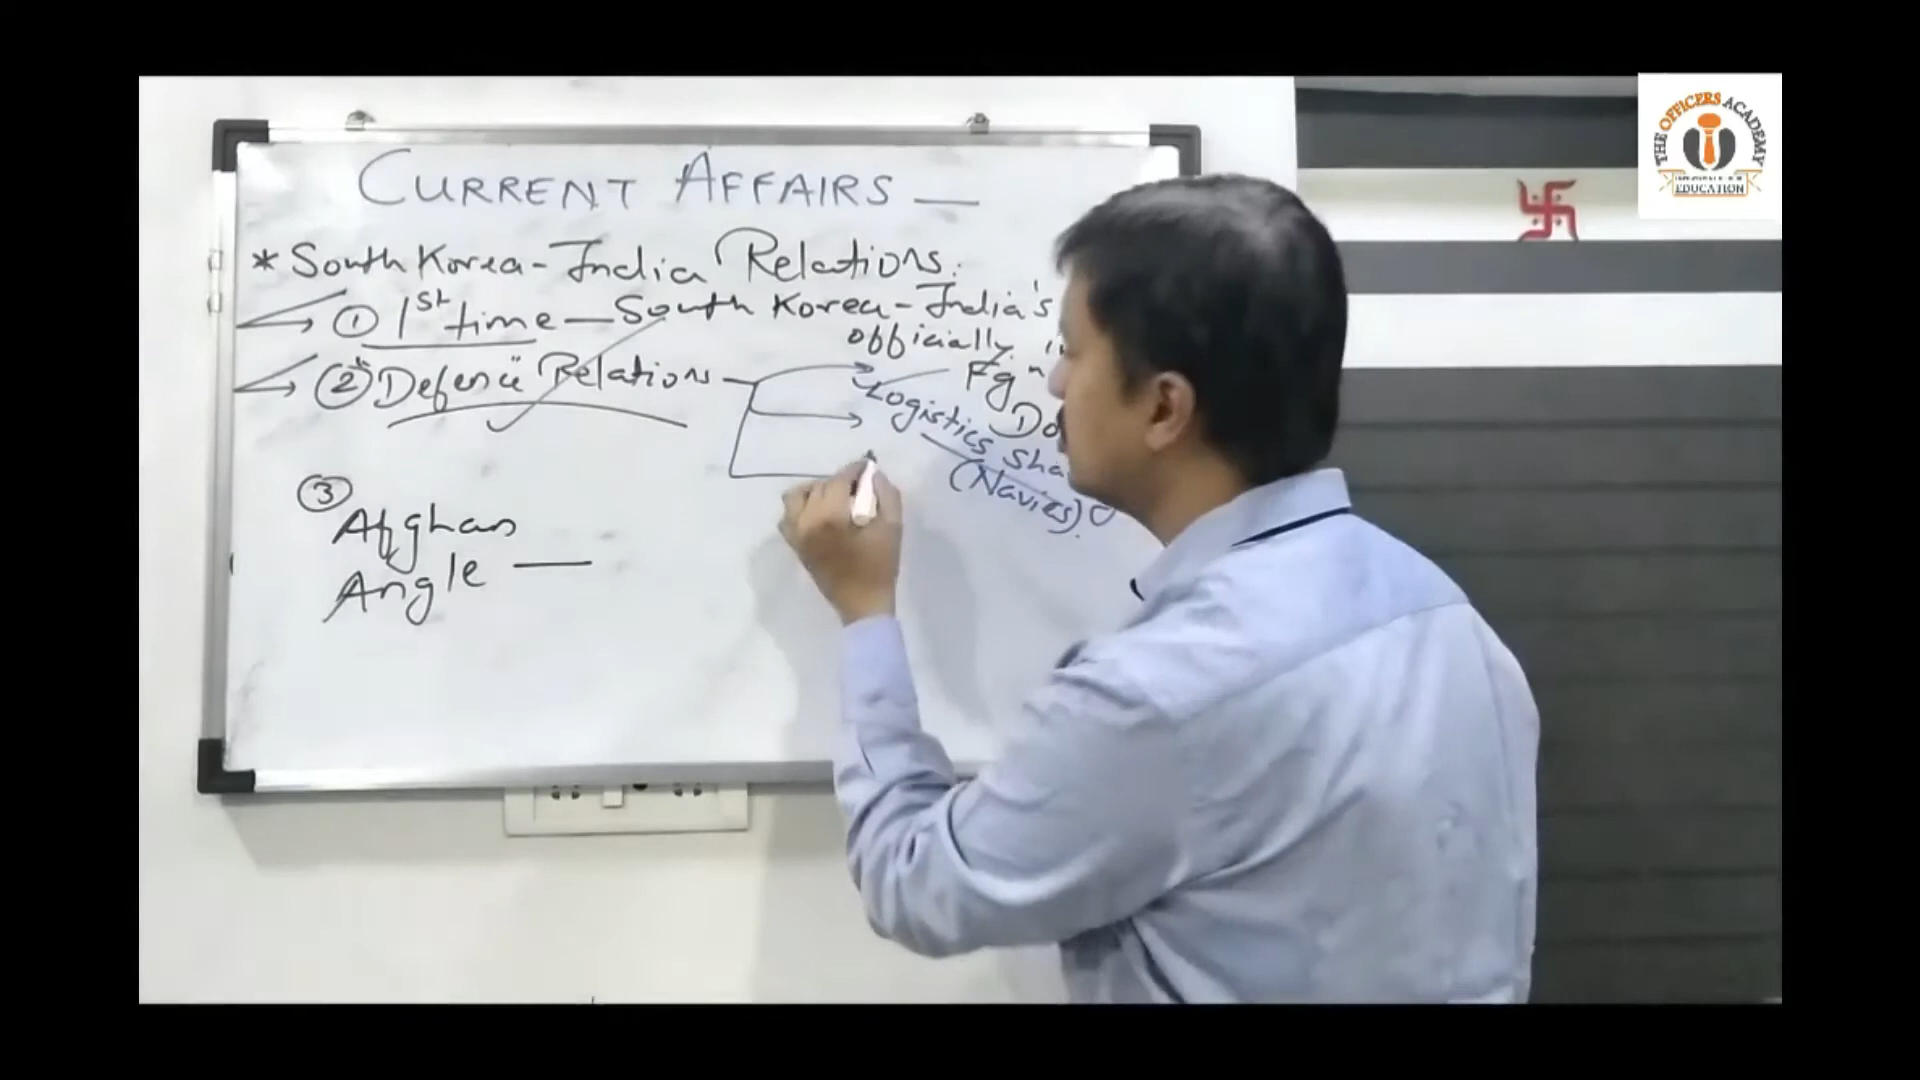 CURRENT AFFAIRS —
* South Korea - India Relations.
① 1st time — South Korea - India's
officially
② "Defence" Relations
Fgn
Logistics
(Navies)
③ Afghan
Angle —
THE OFFICERS ACADEMY
EDUCATION